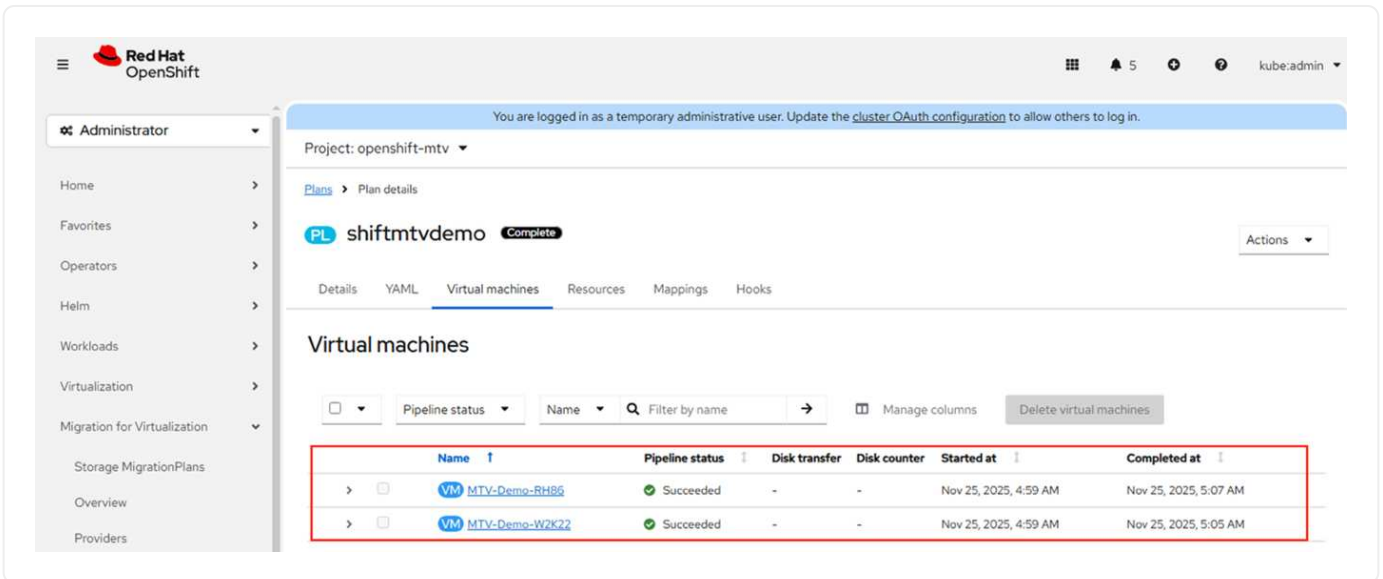 Red Hat
OpenShift
5
kube:admin
Administrator
You are logged in as a temporary administrative user. Update the cluster OAuth configuration to allow others to log in.
Project: openshift-mtv
Home
Favorites
Operators
Helm
Workloads
Virtualization
Migration for Virtualization
Storage MigrationPlans
Overview
Providers
Plans > Plan details
PL shiftmtvdemo Complete
Actions
Details YAML Virtual machines Resources Mappings Hooks
Virtual machines
Pipeline status Name Filter by name Manage columns Delete virtual machines
Name Pipeline status Disk transfer Disk counter Started at Completed at
VM MTV-Demo-RH86 Succeeded - - Nov 25, 2025, 4:59 AM Nov 25, 2025, 5:07 AM
VM MTV-Demo-W2K22 Succeeded - - Nov 25, 2025, 4:59 AM Nov 25, 2025, 5:05 AM